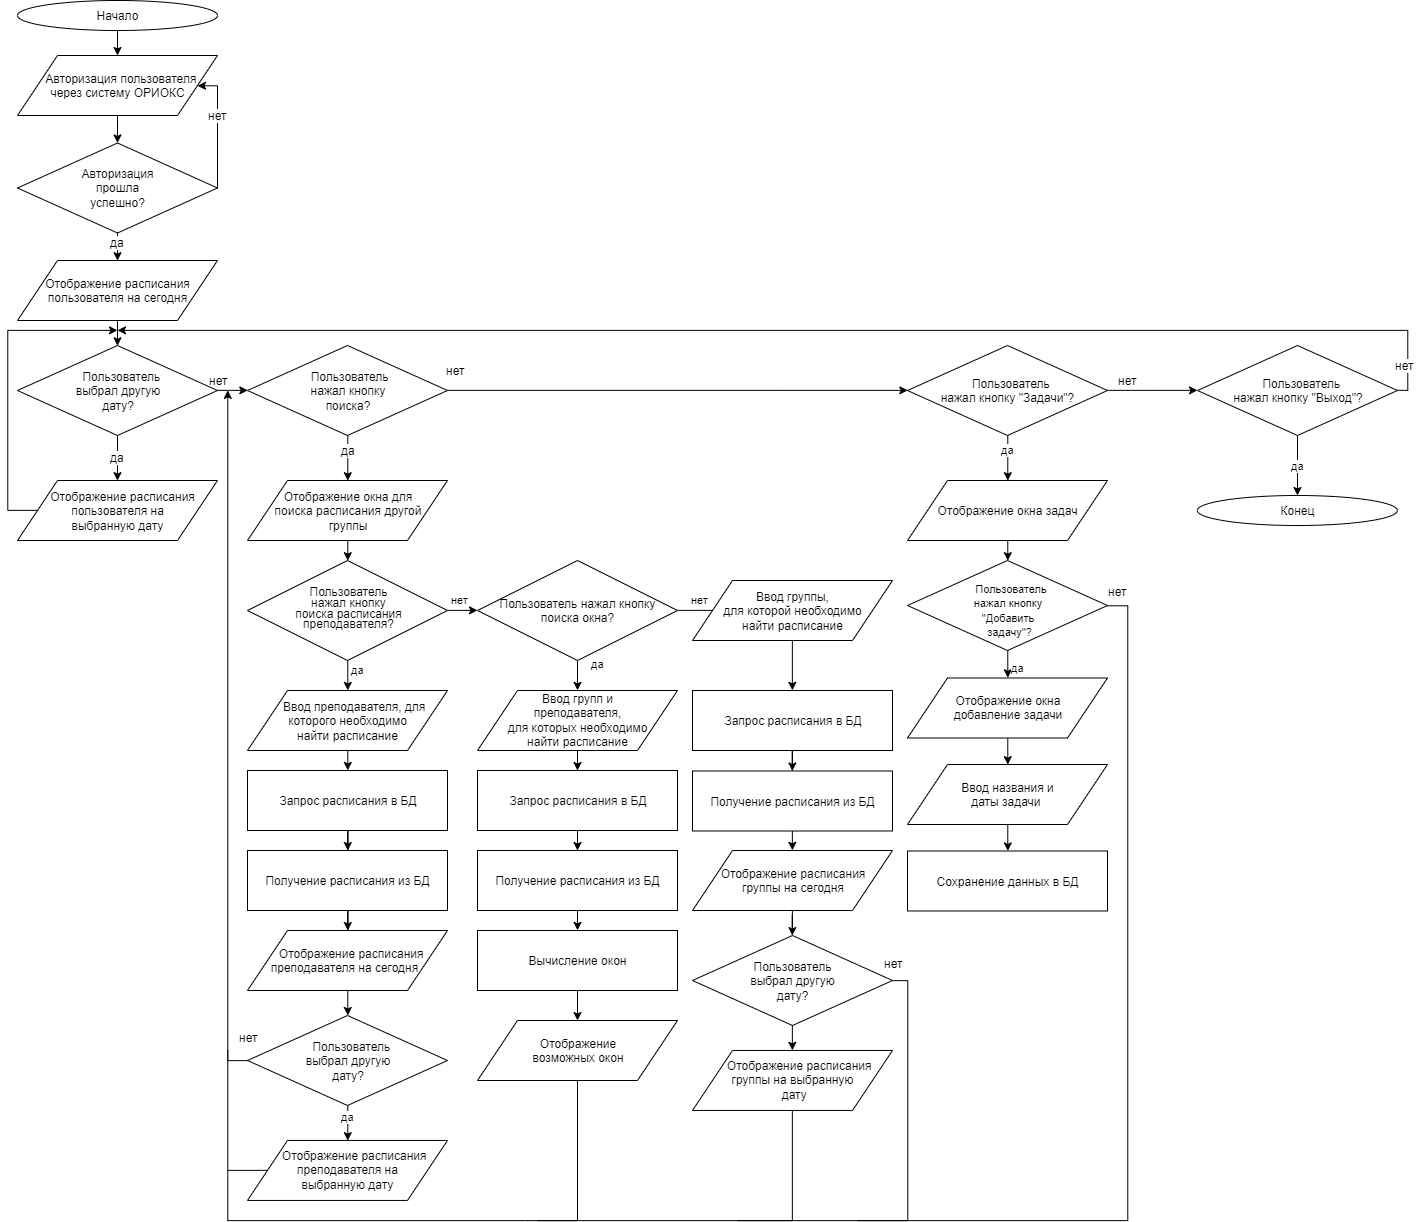 Начало
Авторизация пользователя
через систему ОРИОКС
нет
Авторизация
прошла
успешно?
да
Отображение расписания
пользователя на сегодня
Пользователь
выбрал другую
дату?
нет
да
Отображение расписания
пользователя на
выбранную дату
Пользователь
нажал кнопку
поиска?
нет
да
Пользователь
нажал кнопку "Задачи"?
нет
да
Пользователь
нажал кнопку "Выход"?
нет
да
Конец
Отображение окна для
поиска расписания другой
группы
Пользователь
нажал кнопку
поиска расписания
преподавателя?
нет
да
Ввод преподавателя, для
которого необходимо
найти расписание
Запрос расписания в БД
Получение расписания из БД
Отображение расписания
преподавателя на сегодня
Пользователь
выбрал другую
дату?
нет
да
Отображение расписания
преподавателя на
выбранную дату
Пользователь нажал кнопку
поиска окна?
нет
да
Ввод групп и
преподавателя,
для которых необходимо
найти расписание
Запрос расписания в БД
Получение расписания из БД
Вычисление окон
Отображение
возможных окон
Ввод группы,
для которой необходимо
найти расписание
Запрос расписания в БД
Получение расписания из БД
Отображение расписания
группы на сегодня
Пользователь
выбрал другую
дату?
нет
Отображение расписания
группы на выбранную
дату
Отображение окна задач
Пользователь
нажал кнопку
"Добавить
задачу"?
нет
да
Отображение окна
добавление задачи
Ввод названия и
даты задачи
Сохранение данных в БД